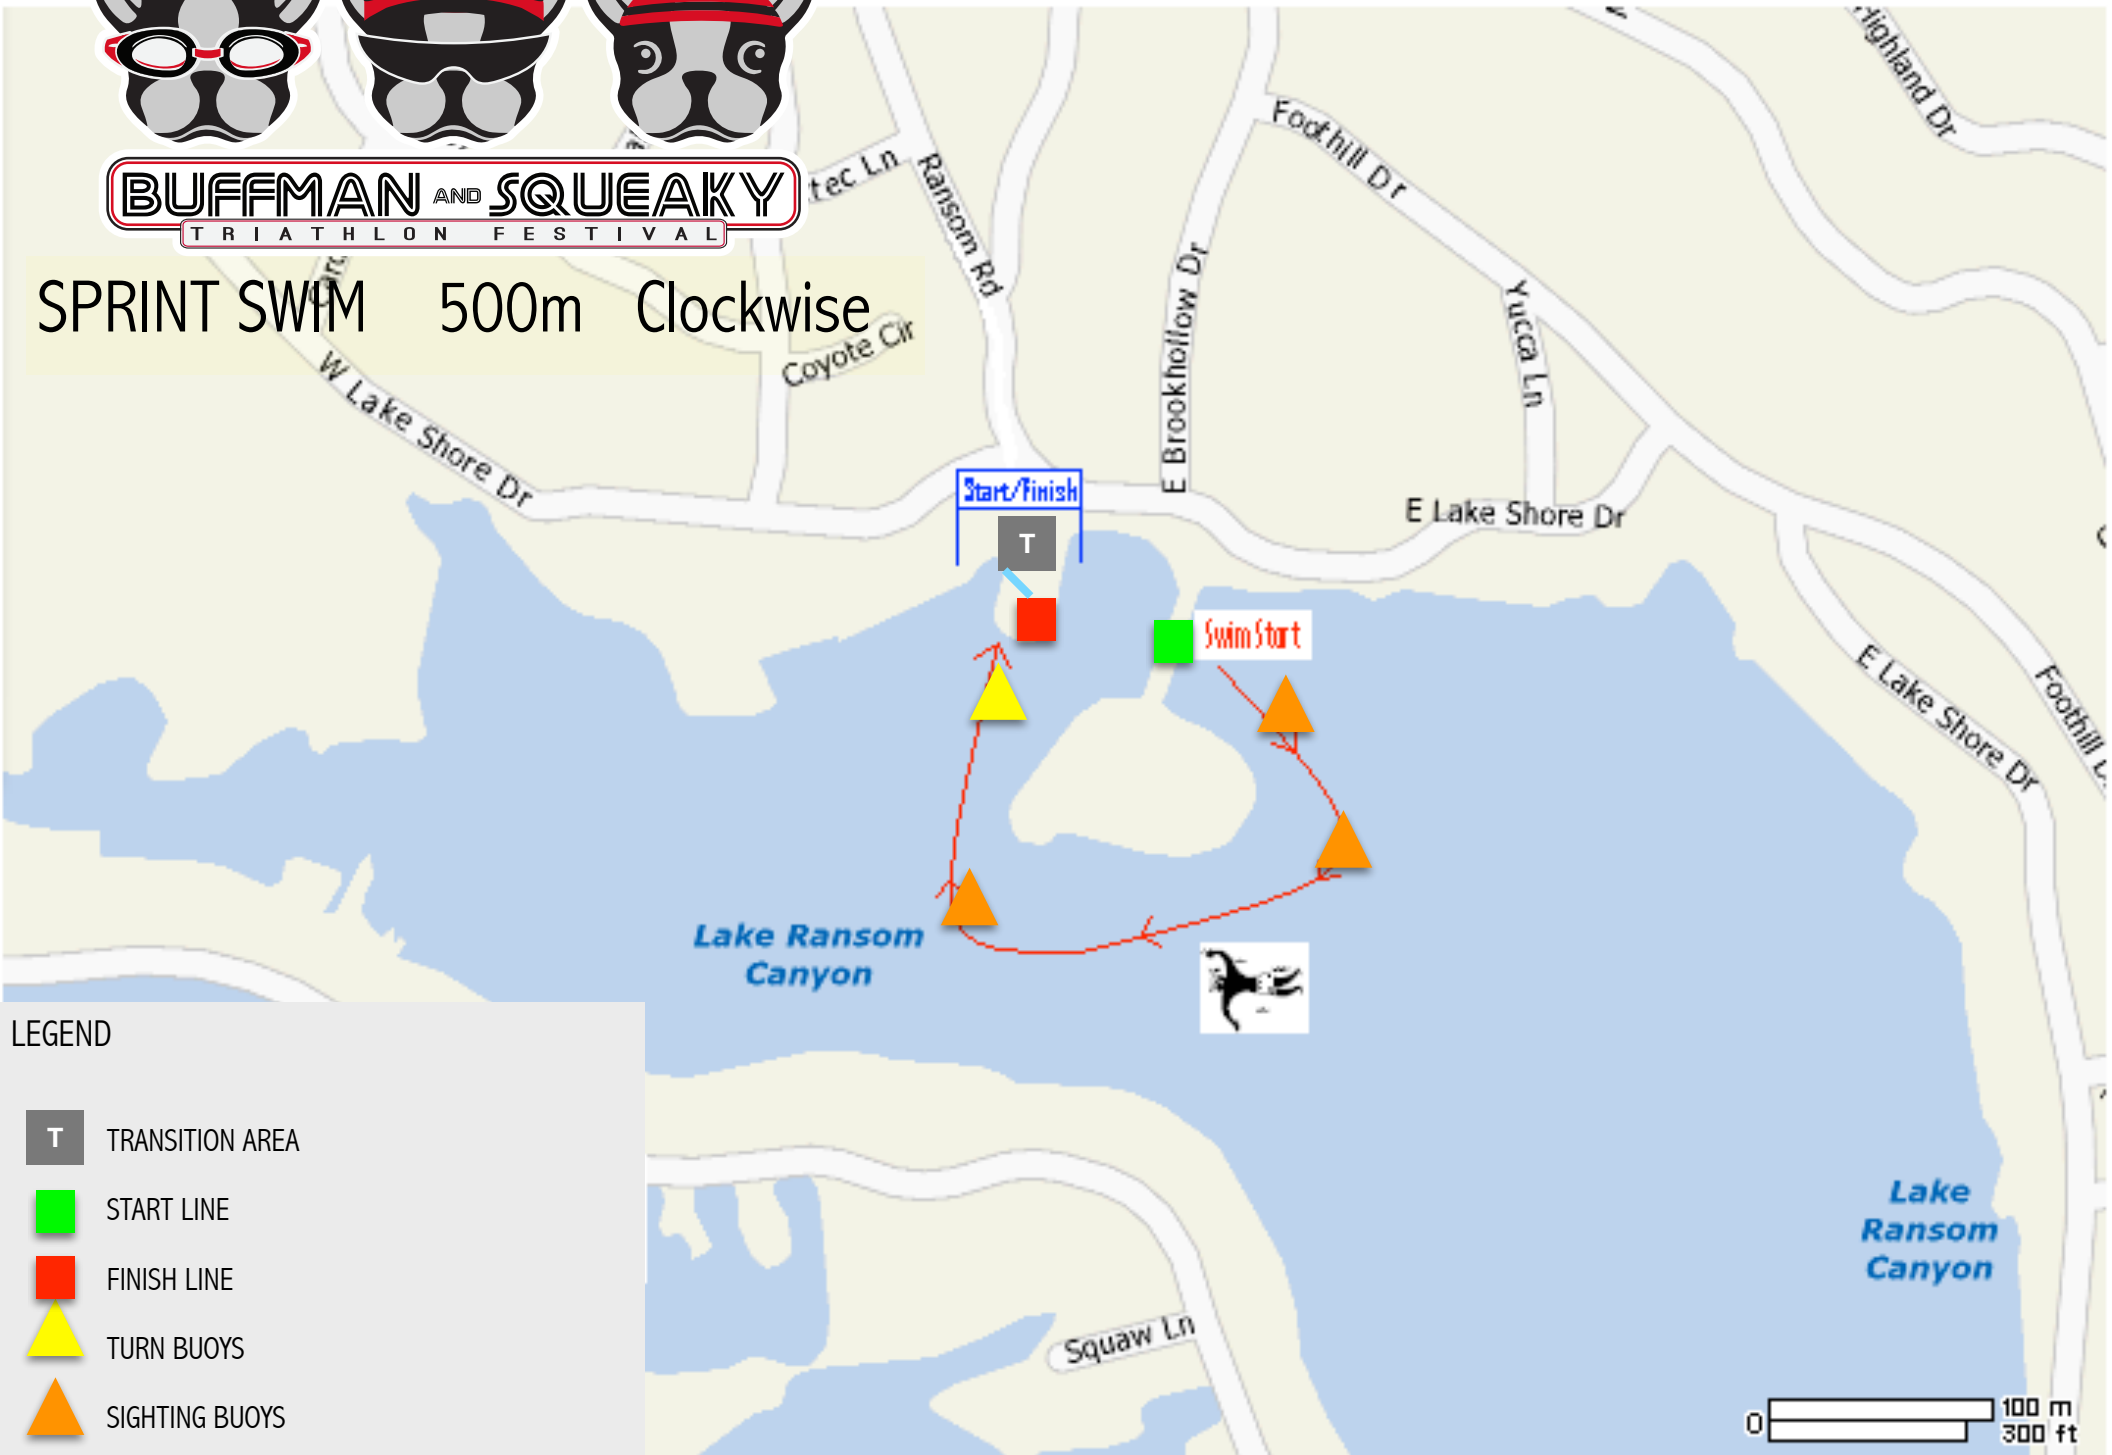 BUFFMAN AND SQUEAKY
TRIATHLON FESTIVAL
SPRINT SWIM 500m Clockwise
Highland Dr
Foothill Dr
tec Ln
Ransom Rd
E Brookhollow Dr
Yucca Ln
Coyote Cir
W Lake Shore Dr
Start/Finish
T
E Lake Shore Dr
Swim Start
E Lake Shore Dr
Foothill D
Lake Ransom
Canyon
LEGEND
T TRANSITION AREA
START LINE
FINISH LINE
TURN BUOYS
SIGHTING BUOYS
Lake
Ransom
Canyon
Squaw Ln
0
100 m
300 ft